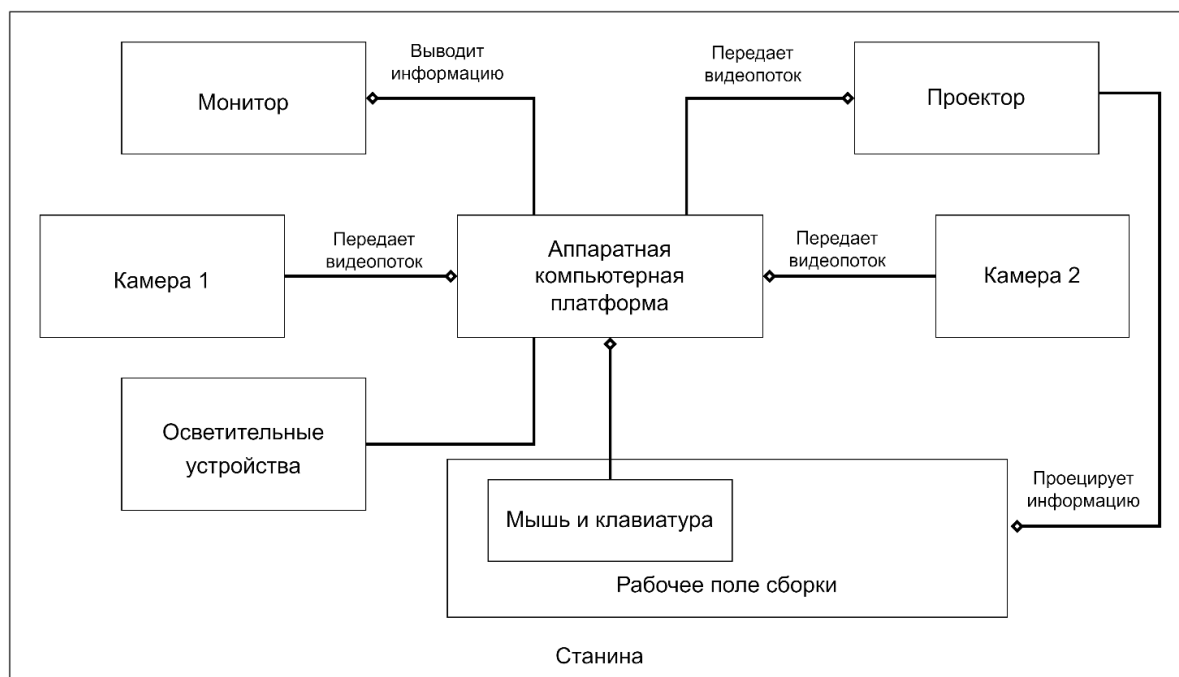 Выводит
информацию
Передает
видеопоток
Монитор
Проектор
Передает
видеопоток
Аппаратная
компьютерная
платформа
Передает
видеопоток
Камера 1
Камера 2
Осветительные
устройства
Проецирует
информацию
Мышь и клавиатура
Рабочее поле сборки
Станина